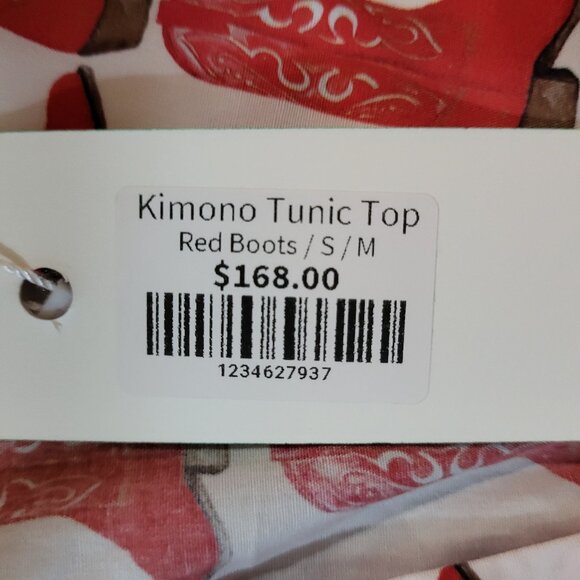 Kimono Tunic Top
Red Boots / S / M
$168.00
1234627937